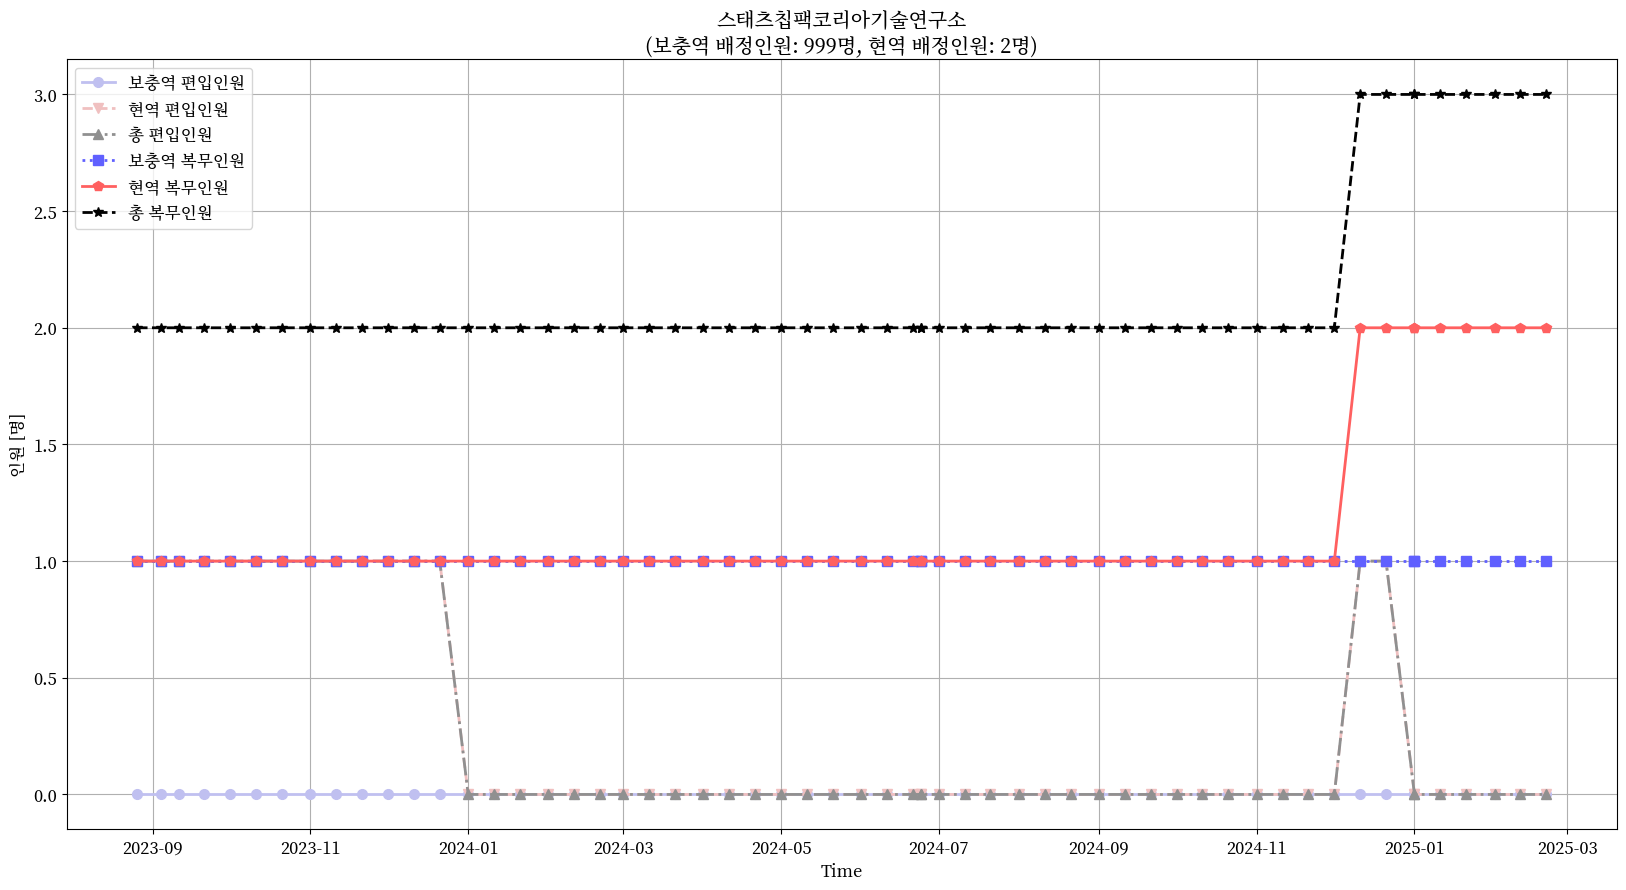 스태츠칩팩코리아기술연구소
(보충역 배정인원: 999명, 현역 배정인원: 2명)
보충역 편입인원
현역 편입인원
총 편입인원
보충역 복무인원
현역 복무인원
총 복무인원
3.0
2.5
2.0
1.5
1.0
0.5
0.0
인원 [명]
2023-09 2023-11 2024-01 2024-03 2024-05 2024-07 2024-09 2024-11 2025-01 2025-03
Time